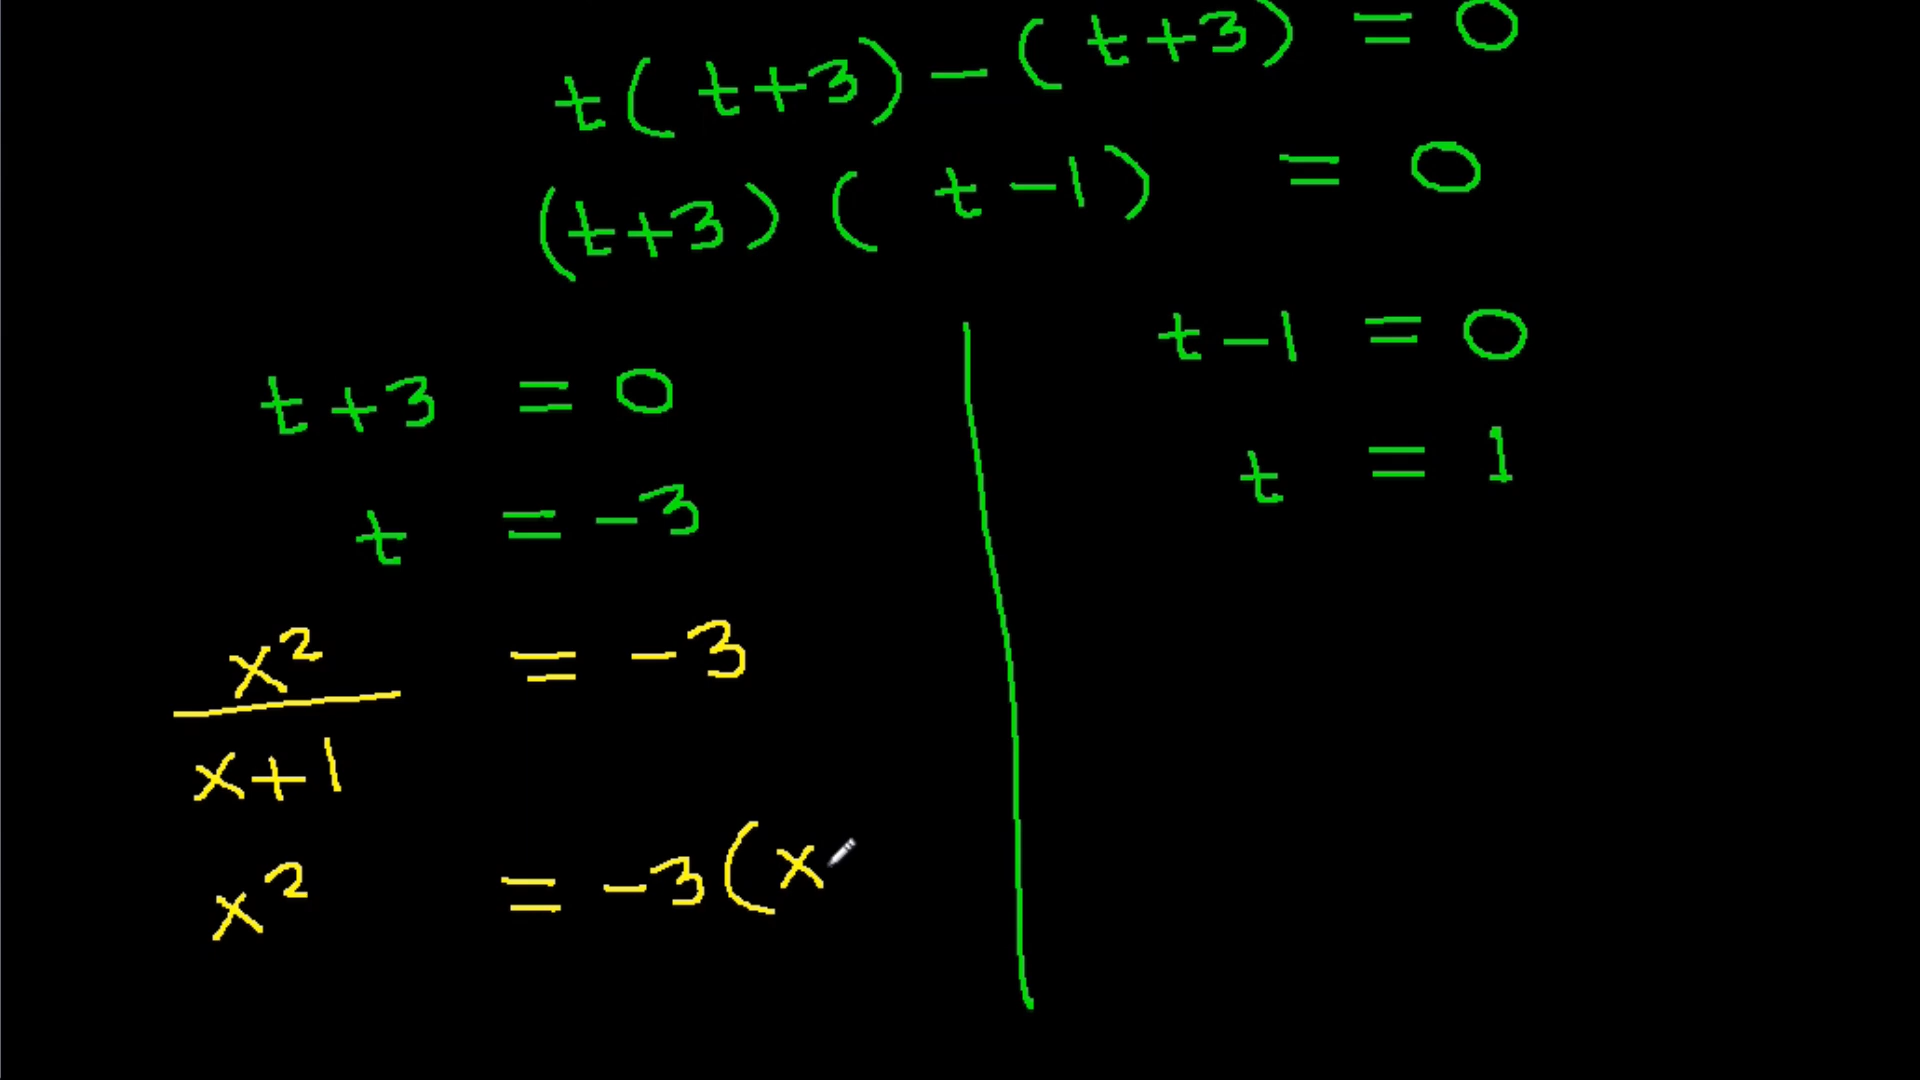 t(t+3)-(t+3) = 0
(t+3)(t-1) = 0
t+3 = 0
t = -3
x²
x+1
= -3
x² = -3(x
t-1 = 0
t = 1